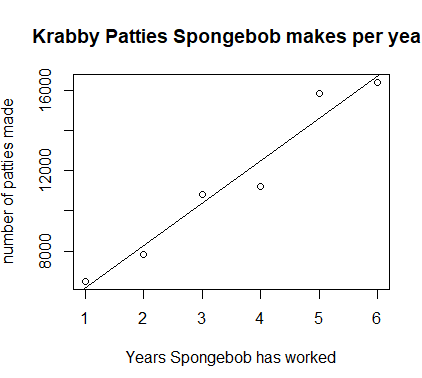 Krabby Patties Spongebob makes per yea
number of patties made
16000
12000
8000
1 2 3 4 5 6
Years Spongebob has worked